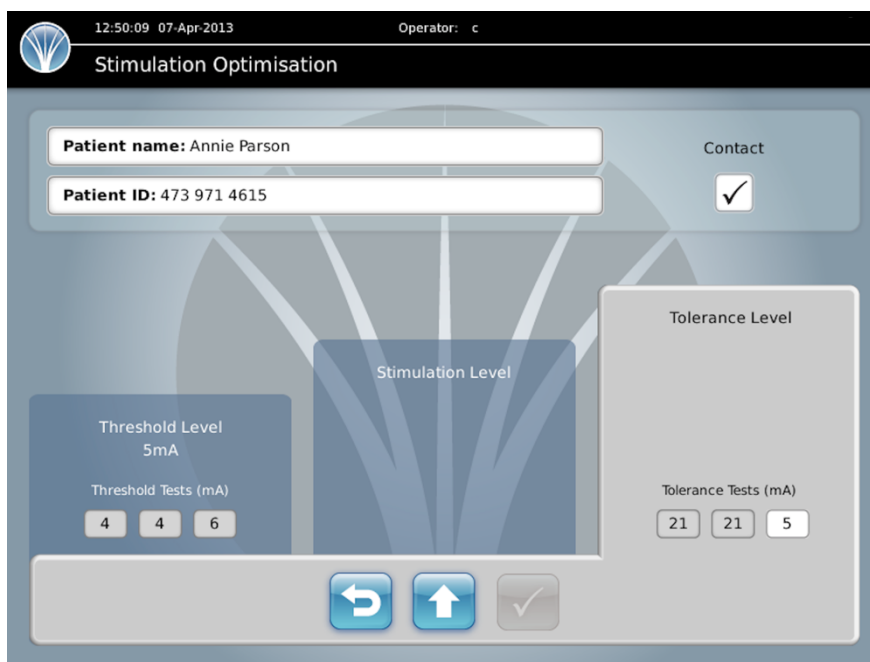 12:50:09 07-Apr-2013 Operator: c
Stimulation Optimisation
Patient name: Annie Parson
Contact
Patient ID: 473 971 4615
Tolerance Level
Stimulation Level
Threshold Level
5mA
Threshold Tests (mA)
4 4 6
Tolerance Tests (mA)
21 21 5